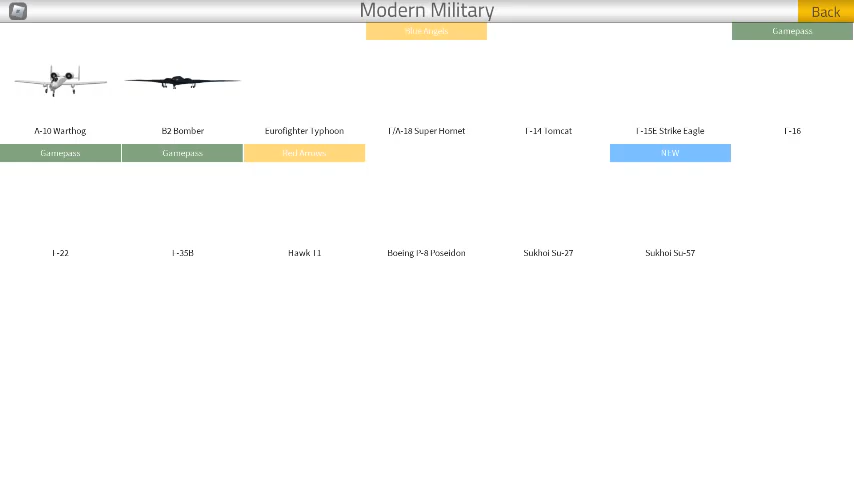 Modern Military
Back
Blue Angels
Gamepass
A-10 Warthog
B2 Bomber
Eurofighter Typhoon
F/A-18 Super Hornet
F-14 Tomcat
F-15E Strike Eagle
F-16
Gamepass
Gamepass
Red Arrows
NEW
F-22
F-35B
Hawk T1
Boeing P-8 Poseidon
Sukhoi Su-27
Sukhoi Su-57